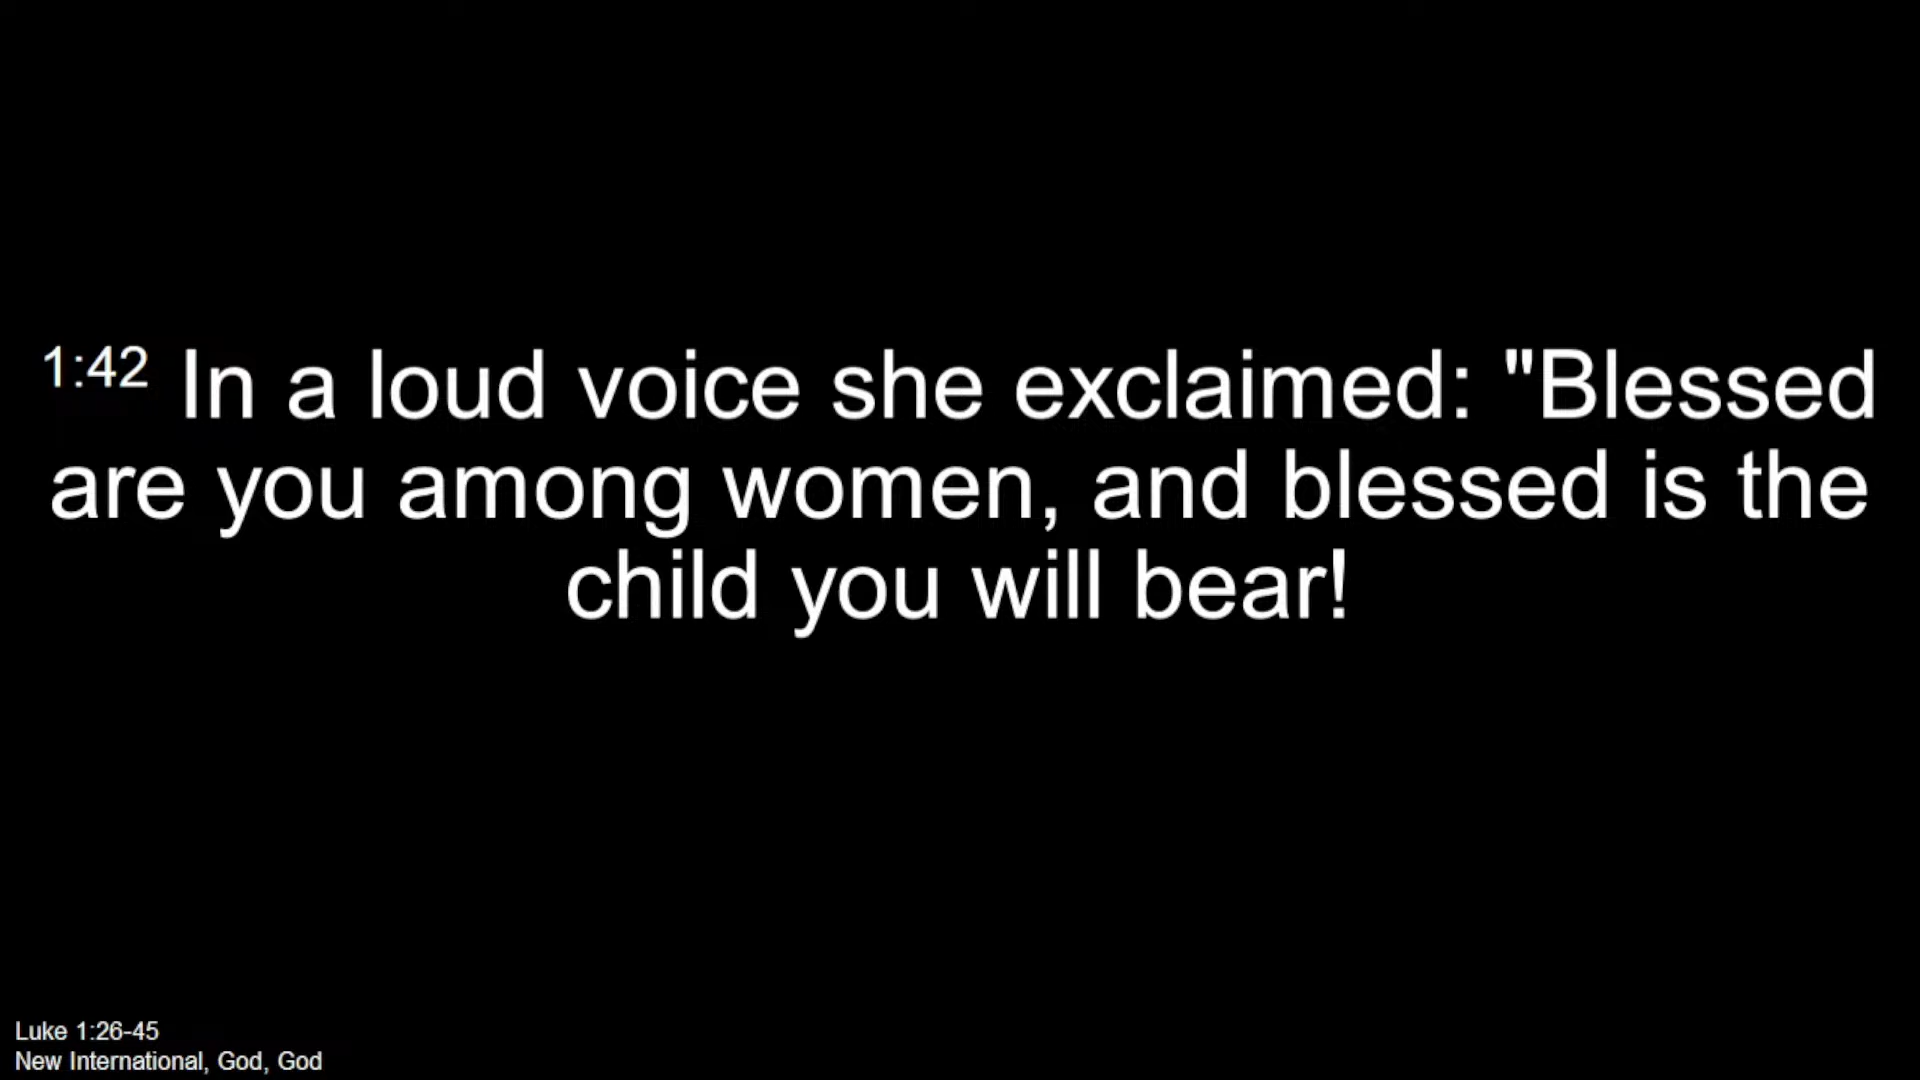 1:42 In a loud voice she exclaimed: "Blessed
are you among women, and blessed is the
child you will bear!
Luke 1:26-45
New International, God, God